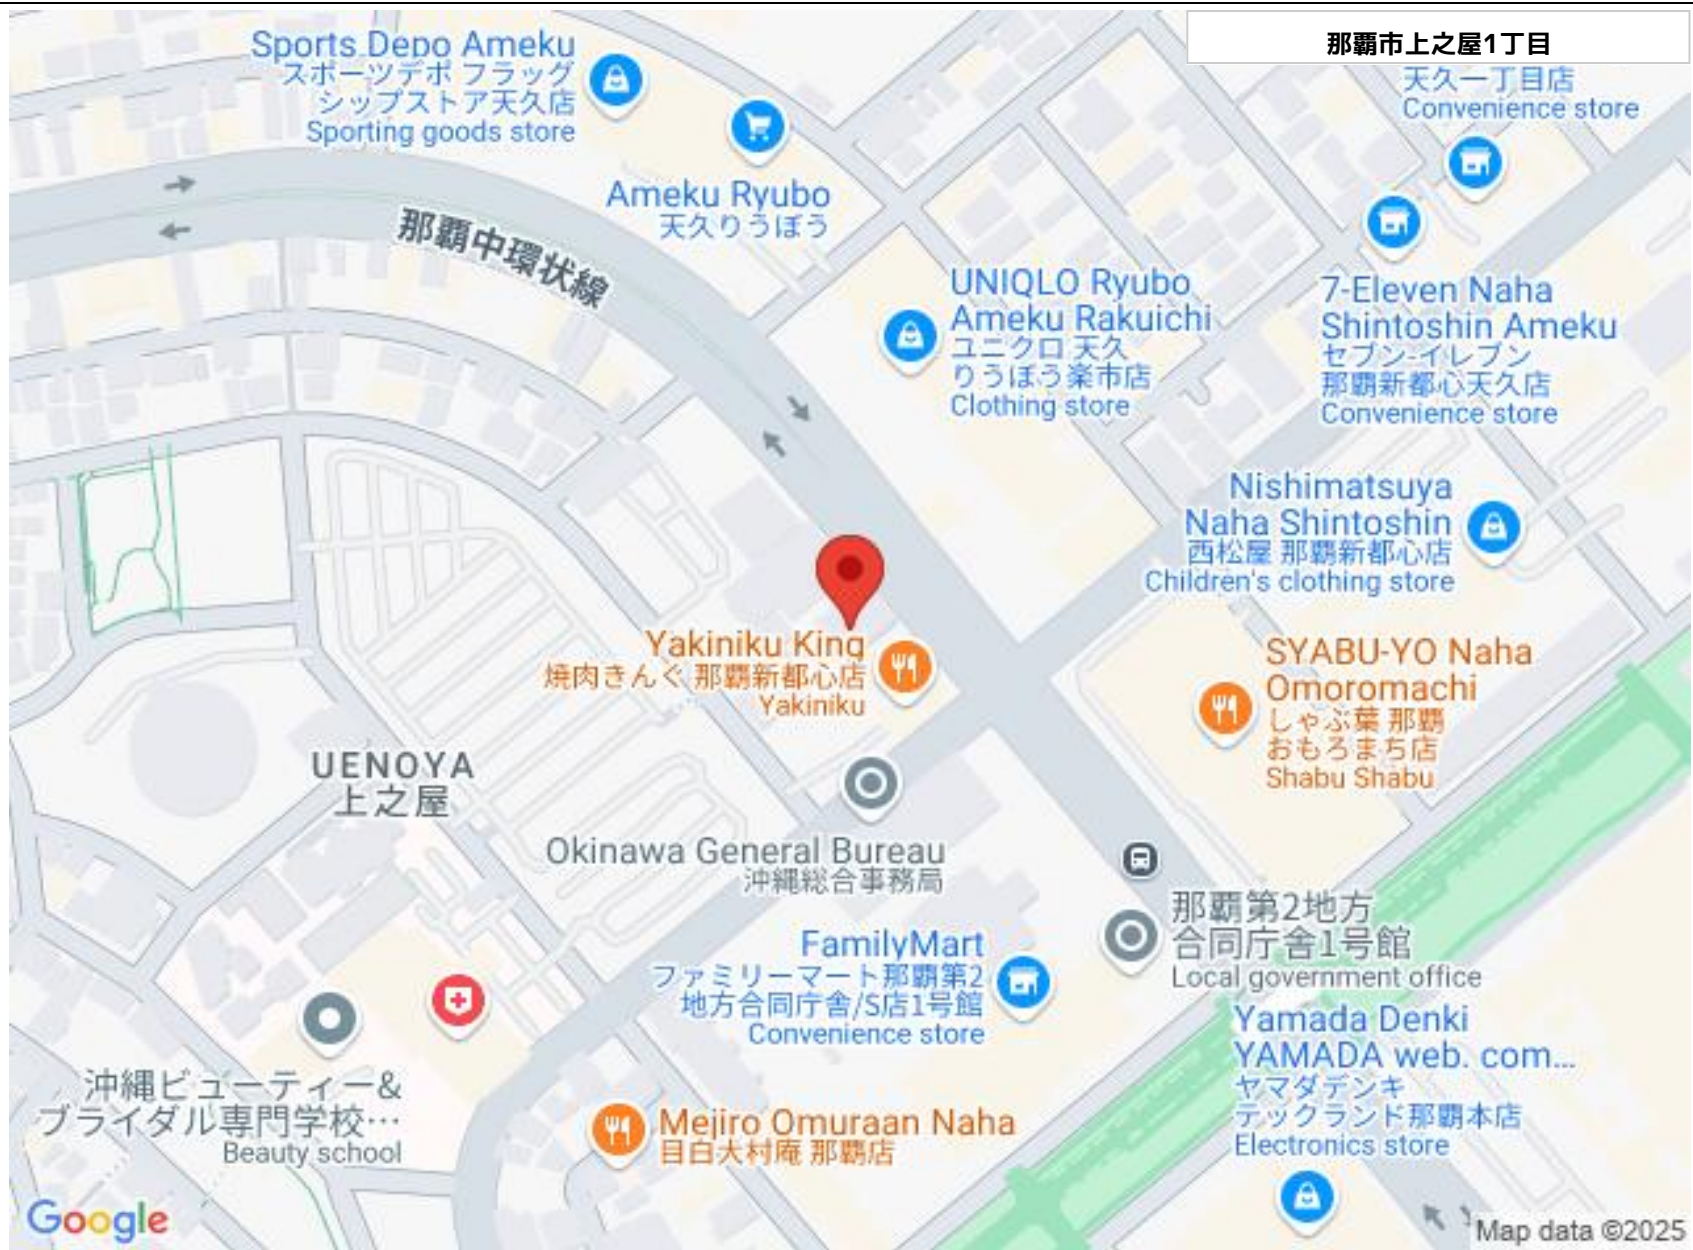 那覇市上之屋1丁目
Sports Depo Ameku
スポーツデポ フラッグ
シップストア天久店
Sporting goods store
天久一丁目店
Convenience store
Ameku Ryubo
天久りうぼう
那覇中環状線
UNIQLO Ryubo
Ameku Rakuichi
ユニクロ 天久
りうぼう楽市店
Clothing store
7-Eleven Naha
Shintoshin Ameku
セブン-イレブン
那覇新都心天久店
Convenience store
Nishimatsuya
Naha Shintoshin
西松屋 那覇新都心店
Children's clothing store
Yakiniku King
焼肉きんぐ 那覇新都心店
Yakiniku
SYABU-YO Naha
Omoromachi
しゃぶ葉 那覇
おもろまち店
Shabu Shabu
UENOYA
上之屋
Okinawa General Bureau
沖縄総合事務局
那覇第2地方
合同庁舎1号館
Local government office
FamilyMart
ファミリーマート那覇第2
地方合同庁舎/S店1号館
Convenience store
Yamada Denki
YAMADA web. com...
ヤマダデンキ
テックランド那覇本店
Electronics store
沖縄ビューティー&
ブライダル専門学校…
Beauty school
Mejiro Omuraan Naha
目白大村庵 那覇店
Google
Map data ©2025